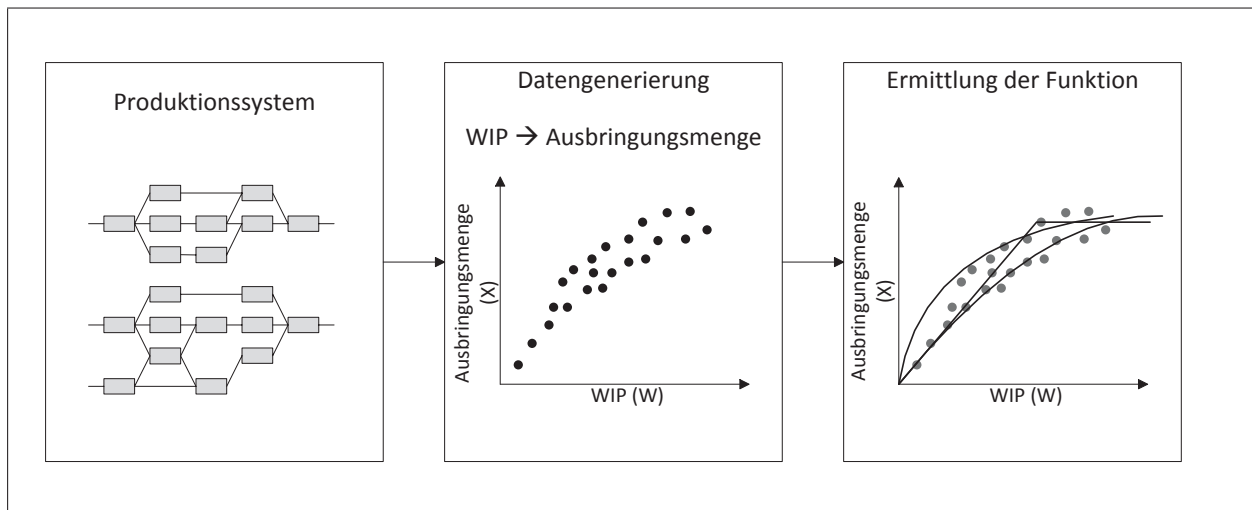 Produktionssystem
Datengenerierung
WIP → Ausbringungsmenge
Ausbringungsmenge
(X)
WIP (W)
Ermittlung der Funktion
Ausbringungsmenge
(X)
WIP (W)